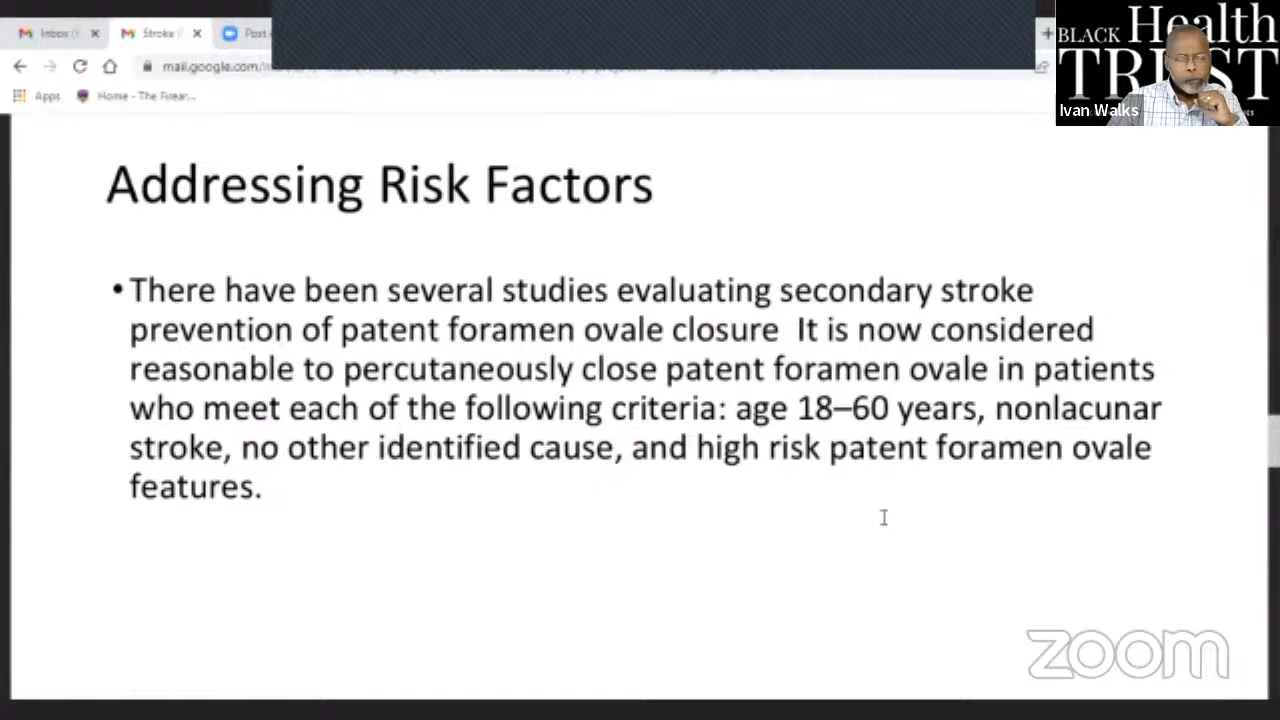 Inbox
Stroke
Post
mail.google.com
Apps
Home - The Firear...
BLACK Health
TRUST
Ivan Walks
Addressing Risk Factors
• There have been several studies evaluating secondary stroke
prevention of patent foramen ovale closure  It is now considered
reasonable to percutaneously close patent foramen ovale in patients
who meet each of the following criteria: age 18–60 years, nonlacunar
stroke, no other identified cause, and high risk patent foramen ovale
features.
zoom